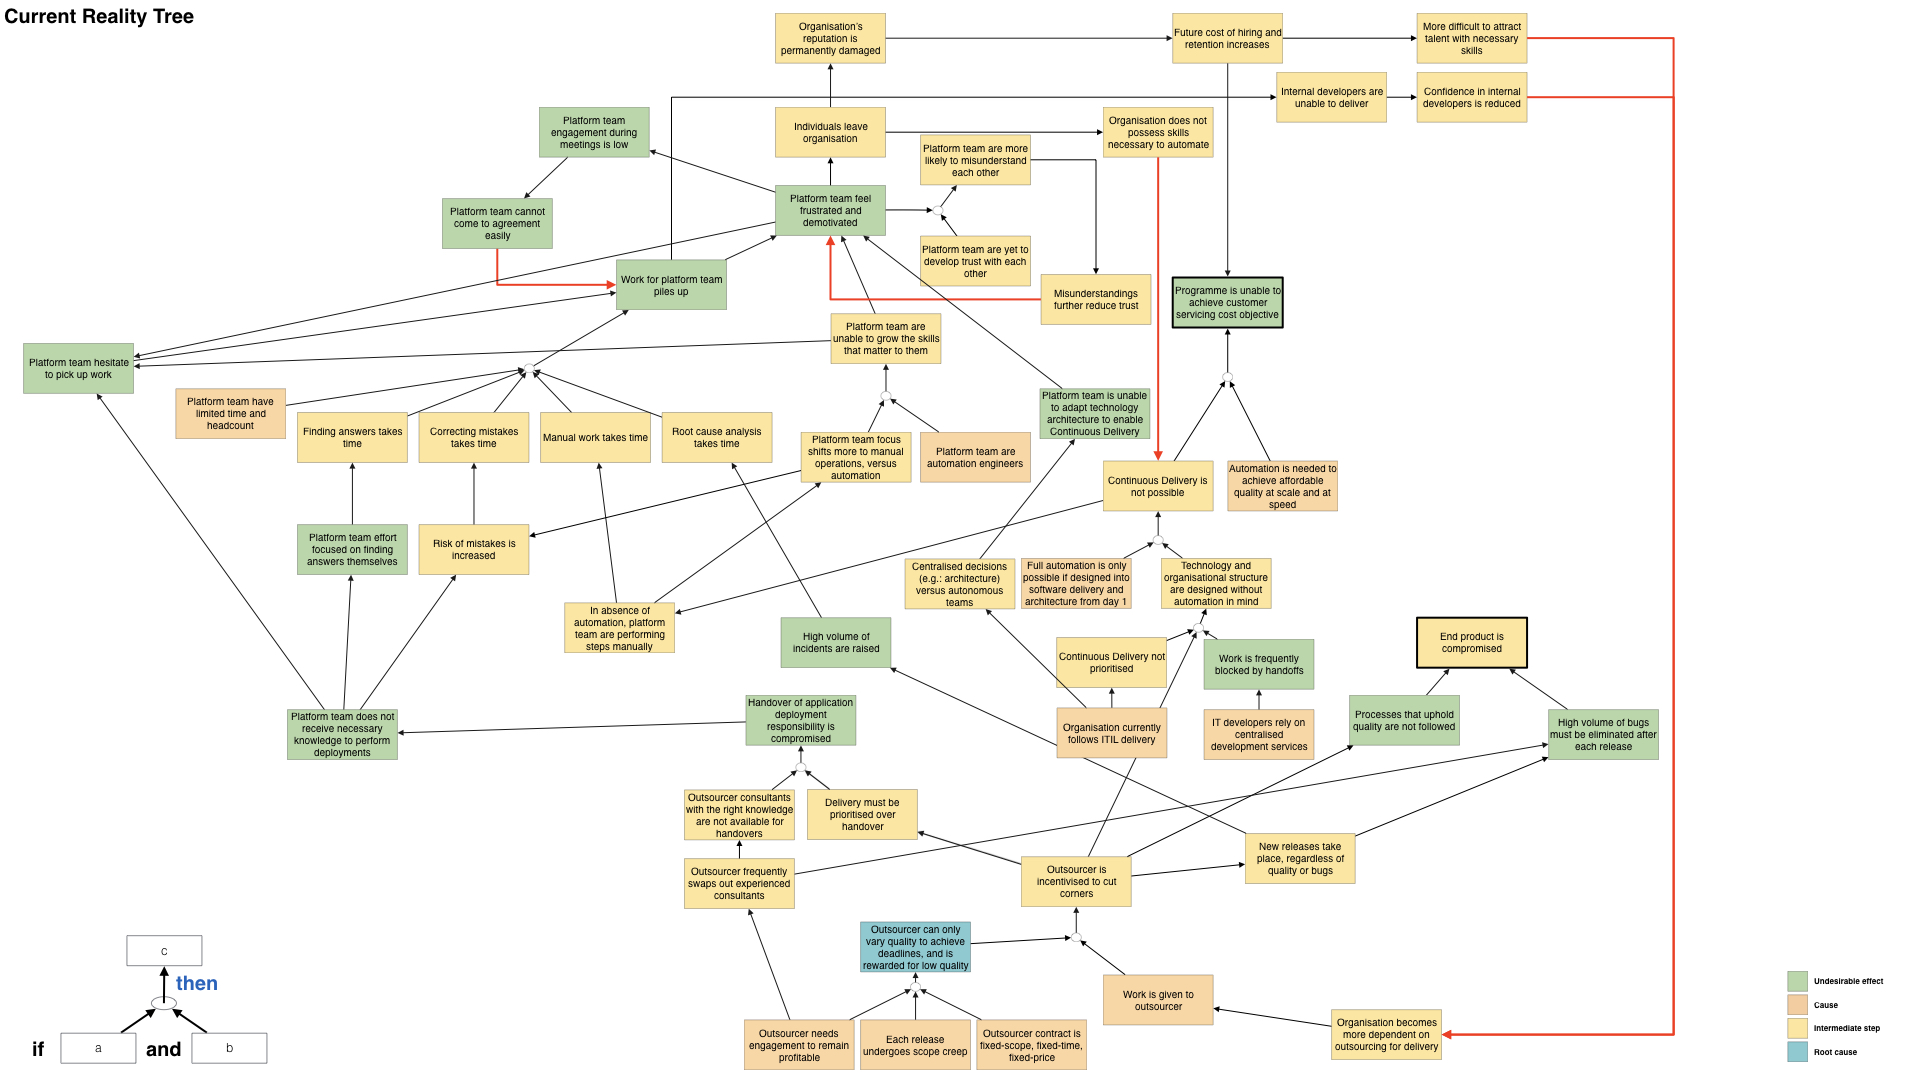 Current Reality Tree
Organisation's
reputation is
permanently damaged
Future cost of hiring and
retention increases
More difficult to attract
talent with necessary
skills
Internal developers are
unable to deliver
Confidence in internal
developers is reduced
Platform team
engagement during
meetings is low
Individuals leave
organisation
Organisation does not
possess skills
necessary to automate
Platform team are more
likely to misunderstand
each other
Platform team cannot
come to agreement
easily
Platform team feel
frustrated and
demotivated
Platform team are yet to
develop trust with each
other
Work for platform team
piles up
Misunderstandings
further reduce trust
Programme is unable to
achieve customer
servicing cost objective
Platform team are
unable to grow the skills
that matter to them
Platform team hesitate
to pick up work
Platform team have
limited time and
headcount
Finding answers takes
time
Correcting mistakes
takes time
Manual work takes time
Root cause analysis
takes time
Platform team focus
shifts more to manual
operations, versus
automation
Platform team are
automation engineers
Platform team is unable
to adapt technology
architecture to enable
Continuous Delivery
Continuous Delivery is
not possible
Automation is needed to
achieve affordable
quality at scale and at
speed
Platform team effort
focused on finding
answers themselves
Risk of mistakes is
increased
Centralised decisions
(e.g.: architecture)
versus autonomous
teams
Full automation is only
possible if designed into
software delivery and
architecture from day 1
Technology and
organisational structure
are designed without
automation in mind
In absence of
automation, platform
team are performing
steps manually
High volume of
incidents are raised
Continuous Delivery not
prioritised
Work is frequently
blocked by handoffs
End product is
compromised
Platform team does not
receive necessary
knowledge to perform
deployments
Handover of application
deployment
responsibility is
compromised
Organisation currently
follows ITIL delivery
IT developers rely on
centralised
development services
Processes that uphold
quality are not followed
High volume of bugs
must be eliminated after
each release
Outsourcer consultants
with the right knowledge
are not available for
handovers
Delivery must be
prioritised over
handover
Outsourcer frequently
swaps out experienced
consultants
Outsourcer is
incentivised to cut
corners
New releases take
place, regardless of
quality or bugs
Outsourcer can only
vary quality to achieve
deadlines, and is
rewarded for low quality
Work is given to
outsourcer
Outsourcer needs
engagement to remain
profitable
Each release
undergoes scope creep
Outsourcer contract is
fixed-scope, fixed-time,
fixed-price
Organisation becomes
more dependent on
outsourcing for delivery
c
then
if
a
and
b
Undesirable effect
Cause
Intermediate step
Root cause